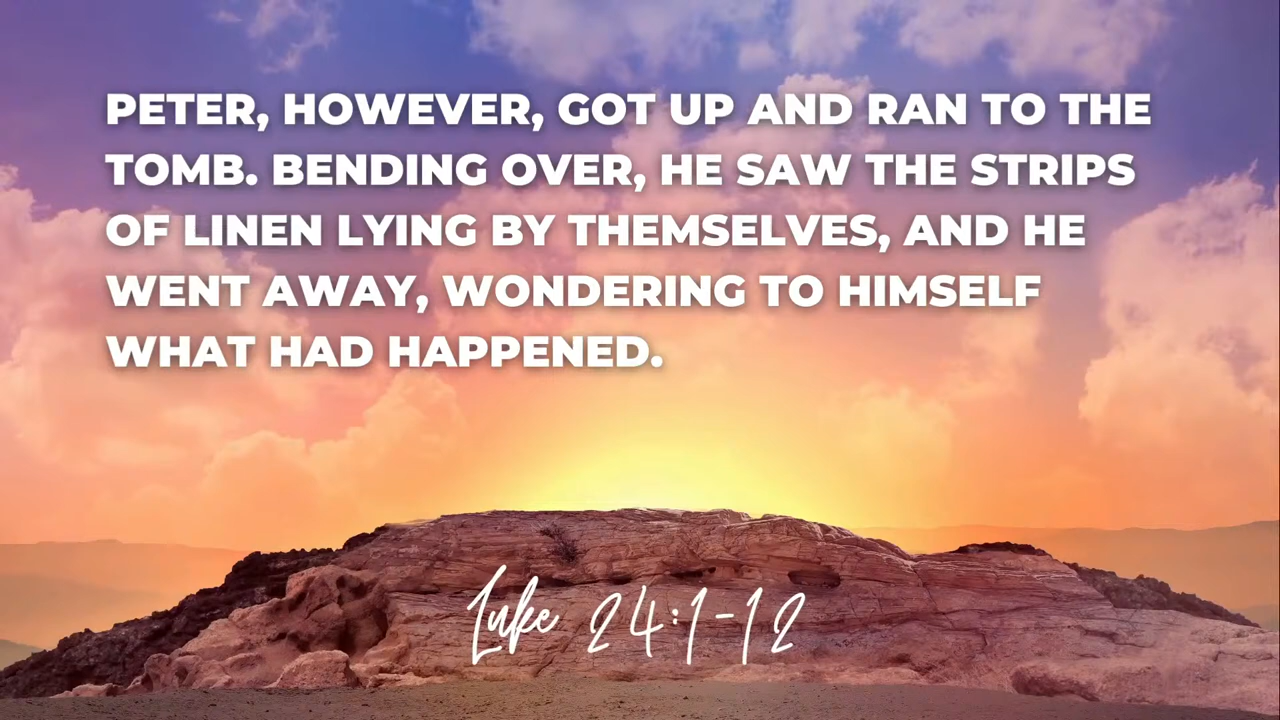 PETER, HOWEVER, GOT UP AND RAN TO THE
TOMB. BENDING OVER, HE SAW THE STRIPS
OF LINEN LYING BY THEMSELVES, AND HE
WENT AWAY, WONDERING TO HIMSELF
WHAT HAD HAPPENED.
Luke 24:1-12